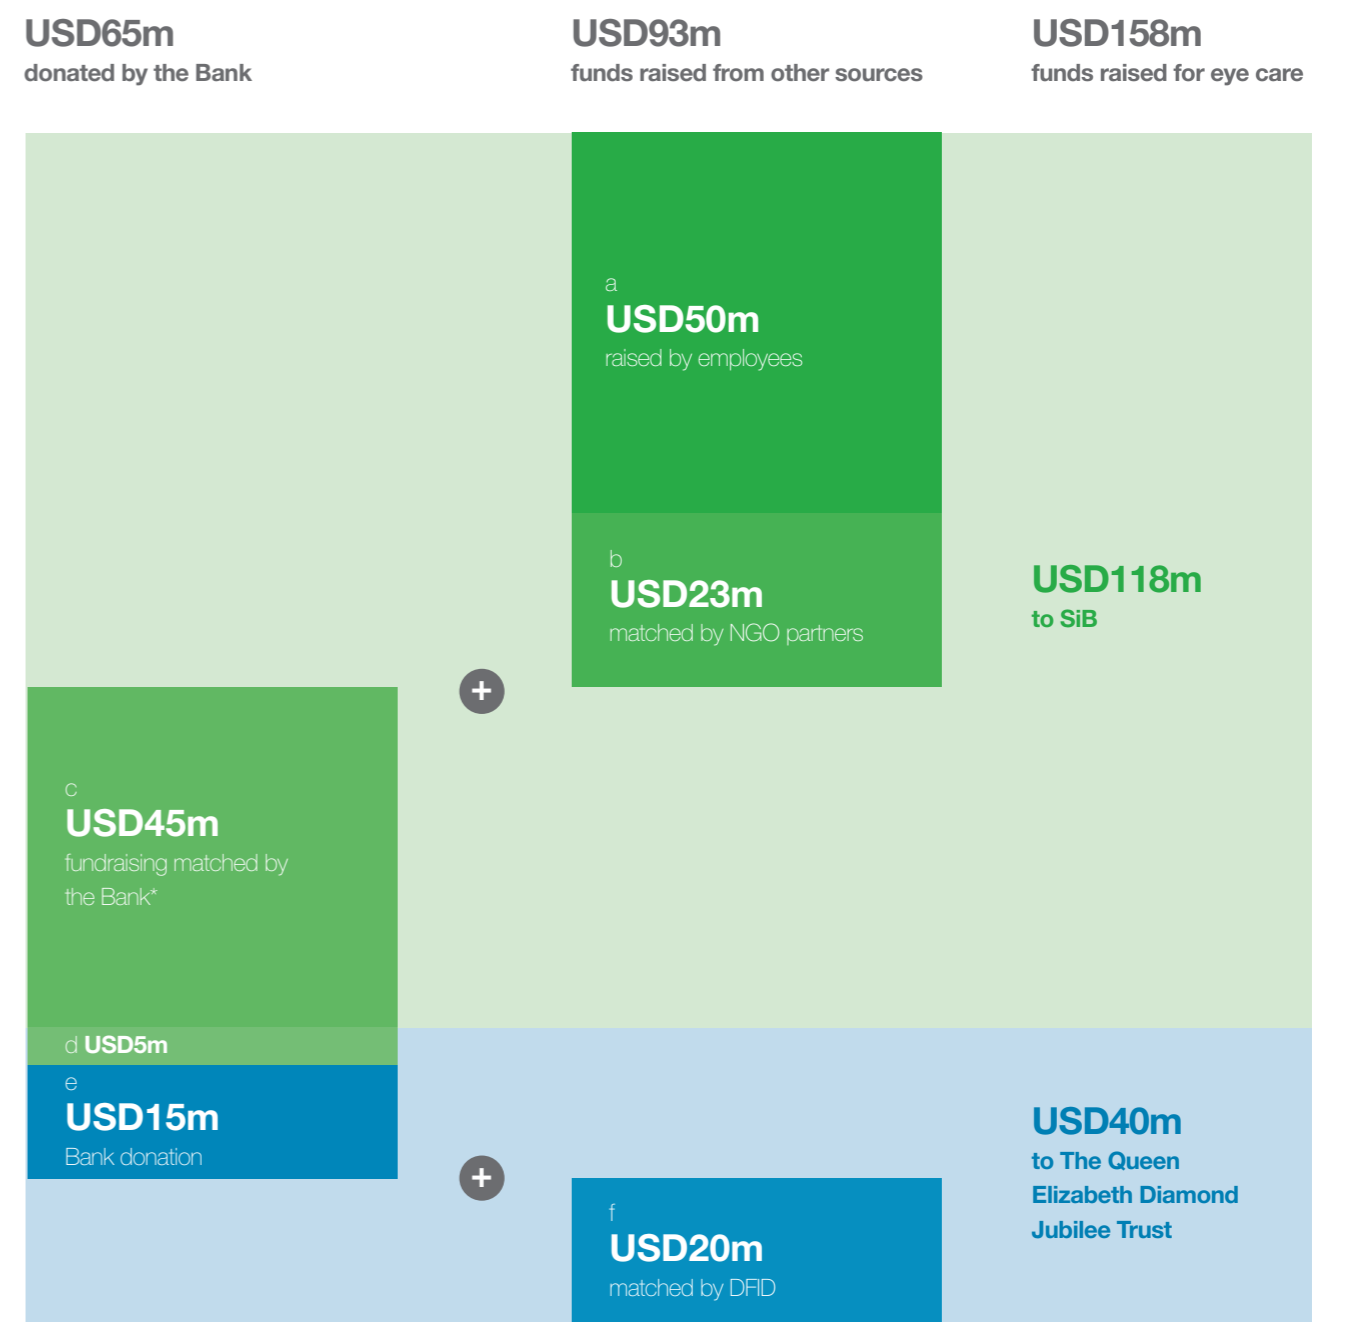 USD65m
donated by the Bank
USD93m
funds raised from other sources
USD158m
funds raised for eye care
a
USD50m
raised by employees
b
USD23m
matched by NGO partners
USD118m
to SiB
+
c
USD45m
fundraising matched by
the Bank*
d USD5m
e
USD15m
Bank donation
+
f
USD20m
matched by DFID
USD40m
to The Queen
Elizabeth Diamond
Jubilee Trust